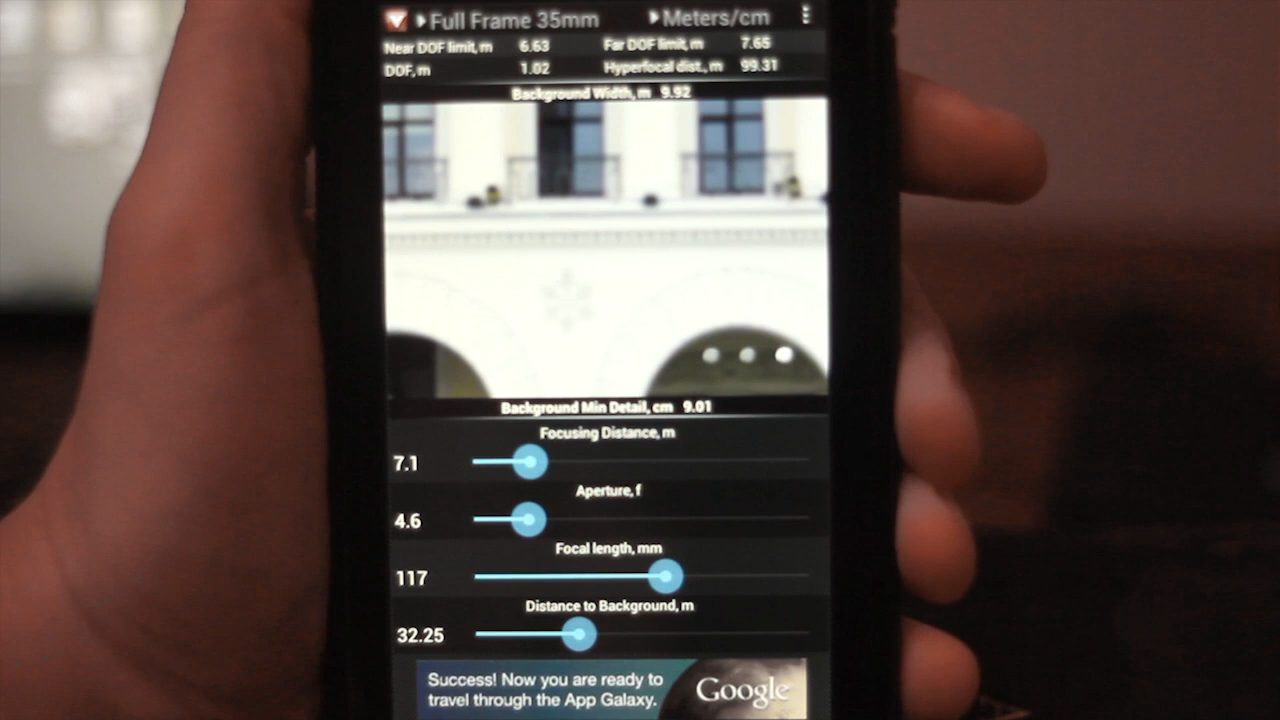 Full Frame 35mm Meters/cm
Near DOF limit, m 6.63 Far DOF limit, m 7.65
DOF, m 1.02 Hyperfocal dist., m 99.31
Background Width, m 9.92
Background Min Detail, cm 9.01
Focusing Distance, m
7.1
Aperture, f
4.6
Focal length, mm
117
Distance to Background, m
32.25
Success! Now you are ready to
travel through the App Galaxy.
Google